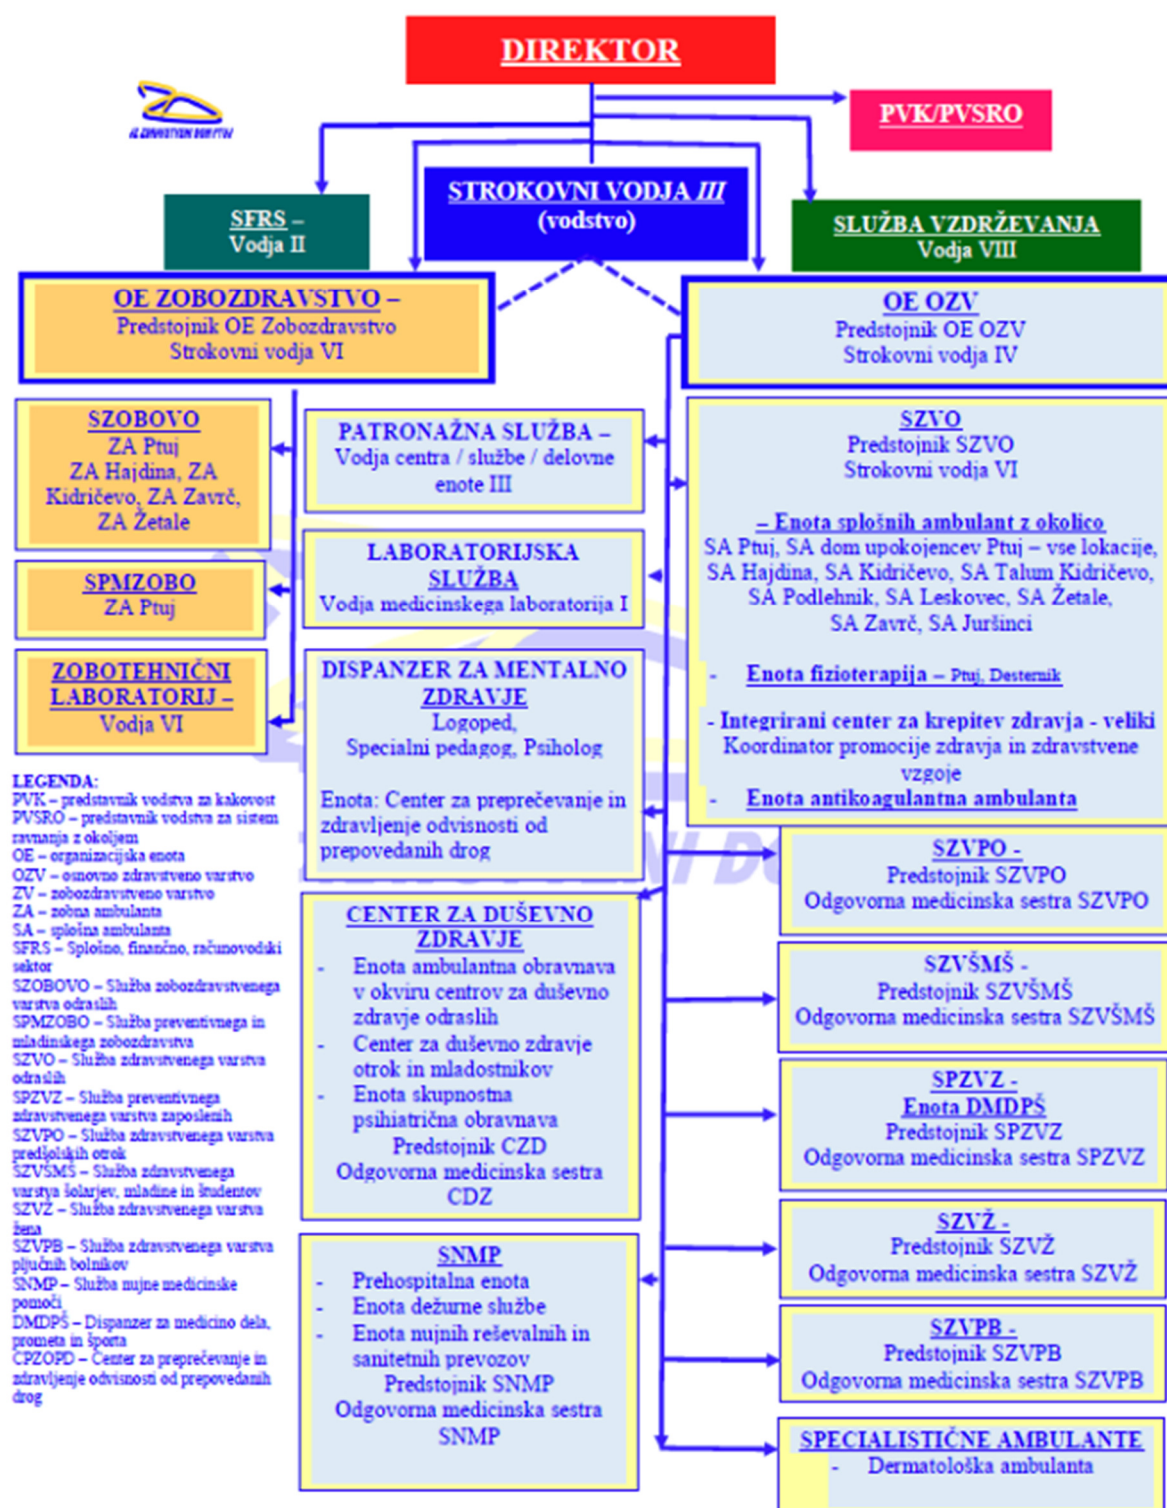 DIREKTOR
JZ ZDRAVSTVENI DOM PTUJ
PVK/PVSRO
SFRS –
Vodja II
STROKOVNI VODJA III
(vodstvo)
SLUŽBA VZDRŽEVANJA
Vodja VIII
OE ZOBOZDRAVSTVO –
Predstojnik OE Zobozdravstvo
Strokovni vodja VI
OE OZV
Predstojnik OE OZV
Strokovni vodja IV
SZOBOVO
ZA Ptuj
ZA Hajdina, ZA
Kidričevo, ZA Zavrč,
ZA Žetale
SPMZOBO
ZA Ptuj
ZOBOTEHNIČNI
LABORATORIJ –
Vodja VI
LEGENDA:
PVK – predstavnik vodstva za kakovost
PVSRO – predstavnik vodstva za sistem
ravnanja z okoljem
OE – organizacijska enota
OZV – osnovno zdravstveno varstvo
ZV – zobozdravstveno varstvo
ZA – zobna ambulanta
SA – splošna ambulanta
SFRS – Splošno, finančno, računovodski
sektor
SZOBOVO – Služba zobozdravstvenega
varstva odraslih
SPMZOBO – Služba preventivnega in
mladinskega zobozdravstva
SZVO – Služba zdravstvenega varstva
odraslih
SPZVZ – Služba preventivnega
zdravstvenega varstva zaposlenih
SZVPO – Služba zdravstvenega varstva
predšolskih otrok
SZVŠMŠ – Služba zdravstvenega
varstva šolarjev, mladine in študentov
SZVŽ – Služba zdravstvenega varstva
žena
SZVPB – Služba zdravstvenega varstva
pljučnih bolnikov
SNMP – Služba nujne medicinske
pomoči
DMDPŠ – Dispanzer za medicino dela,
prometa in športa
CPZOPD – Center za preprečevanje in
zdravljenje odvisnosti od prepovedanih
drog
PATRONAŽNA SLUŽBA –
Vodja centra / službe / delovne
enote III
LABORATORIJSKA
SLUŽBA
Vodja medicinskega laboratorija I
DISPANZER ZA MENTALNO
ZDRAVJE
Logoped,
Specialni pedagog, Psiholog
Enota: Center za preprečevanje in
zdravljenje odvisnosti od
prepovedanih drog
CENTER ZA DUŠEVNO
ZDRAVJE
- Enota ambulantna obravnava
v okviru centrov za duševno
zdravje odraslih
- Center za duševno zdravje
otrok in mladostnikov
- Enota skupnostna
psihiatrična obravnava
Predstojnik CZD
Odgovorna medicinska sestra
CDZ
SNMP
- Prehospitalna enota
- Enota dežurne službe
- Enota nujnih reševalnih in
sanitetnih prevozov
Predstojnik SNMP
Odgovorna medicinska sestra
SNMP
SZVO
Predstojnik SZVO
Strokovni vodja VI
– Enota splošnih ambulant z okolico
SA Ptuj, SA dom upokojencev Ptuj – vse lokacije,
SA Hajdina, SA Kidričevo, SA Talum Kidričevo,
SA Podlehnik, SA Leskovec, SA Žetale,
SA Zavrč, SA Juršinci
- Enota fizioterapija – Ptuj, Desternik
- Integrirani center za krepitev zdravja - veliki
Koordinator promocije zdravja in zdravstvene
vzgoje
- Enota antikoagulantna ambulanta
SZVPO -
Predstojnik SZVPO
Odgovorna medicinska sestra SZVPO
SZVŠMŠ -
Predstojnik SZVŠMŠ
Odgovorna medicinska sestra SZVŠMŠ
SPZVZ -
Enota DMDPŠ
Predstojnik SPZVZ
Odgovorna medicinska sestra SPZVZ
SZVŽ -
Predstojnik SZVŽ
Odgovorna medicinska sestra SZVŽ
SZVPB -
Predstojnik SZVPB
Odgovorna medicinska sestra SZVPB
SPECIALISTIČNE AMBULANTE
- Dermatološka ambulanta